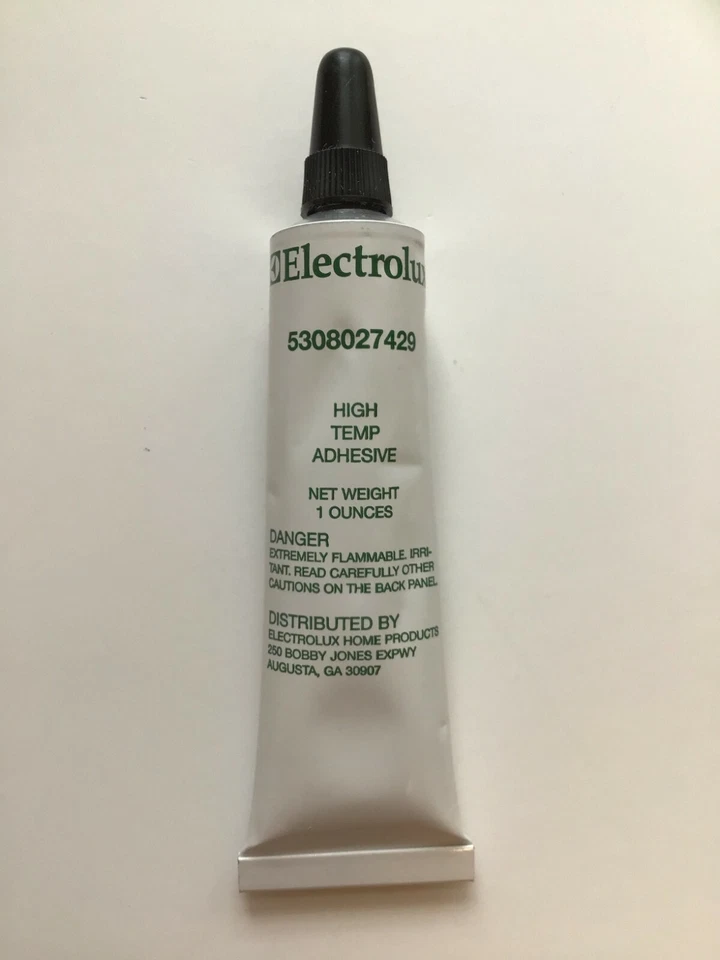 Electrolux
5308027429
HIGH
TEMP
ADHESIVE
NET WEIGHT
1 OUNCES
DANGER
EXTREMELY FLAMMABLE. IRRI-
TANT. READ CAREFULLY OTHER
CAUTIONS ON THE BACK PANEL.
DISTRIBUTED BY
ELECTROLUX HOME PRODUCTS
250 BOBBY JONES EXPWY
AUGUSTA, GA 30907